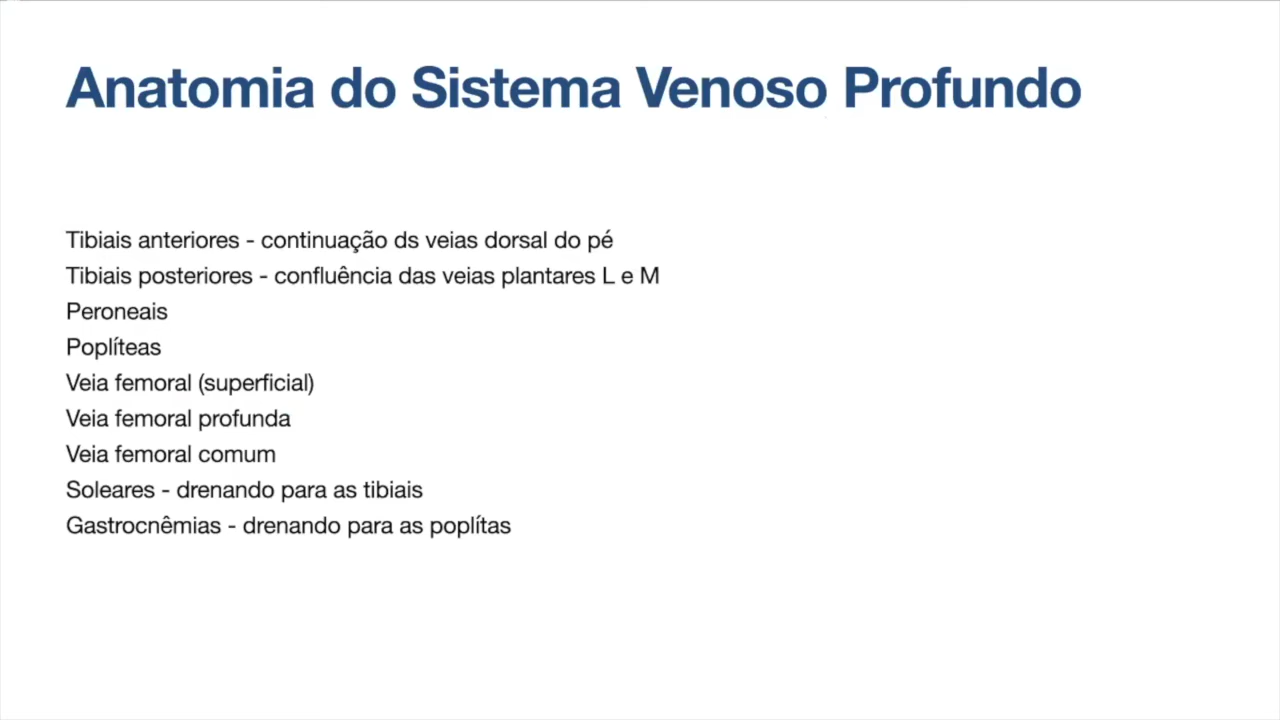 Anatomia do Sistema Venoso Profundo
Tibiais anteriores - continuação ds veias dorsal do pé
Tibiais posteriores - confluência das veias plantares L e M
Peroneais
Poplíteas
Veia femoral (superficial)
Veia femoral profunda
Veia femoral comum
Soleares - drenando para as tibiais
Gastrocnêmias - drenando para as poplítas